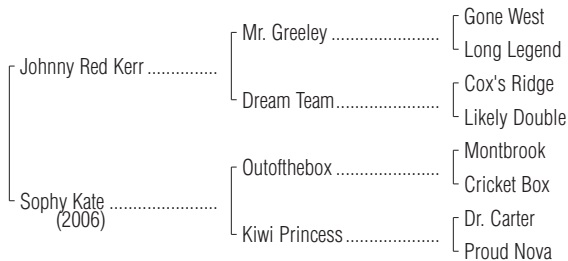 Gone West
Mr. Greeley .....................
Long Legend
Johnny Red Kerr ..............
Cox's Ridge
Dream Team.....................
Likely Double
Montbrook
Outofthebox .....................
Cricket Box
Sophy Kate .....................
(2006)
Dr. Carter
Kiwi Princess...................
Proud Nova